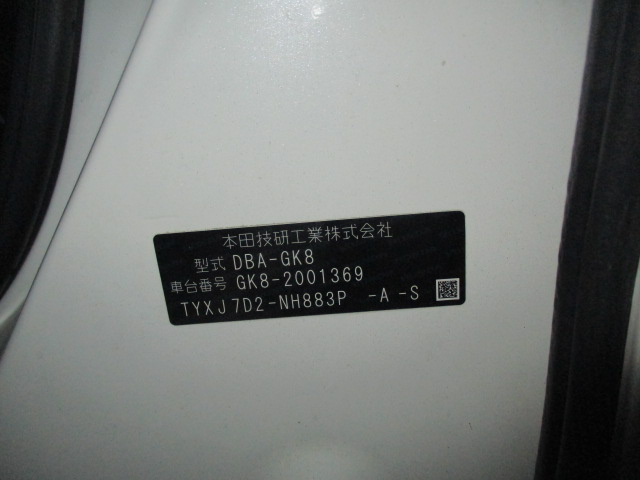 本田技研工業株式会社
型式 DBA-GK8
車台番号 GK8-2001369
TYXJ7D2-NH883P -A -S